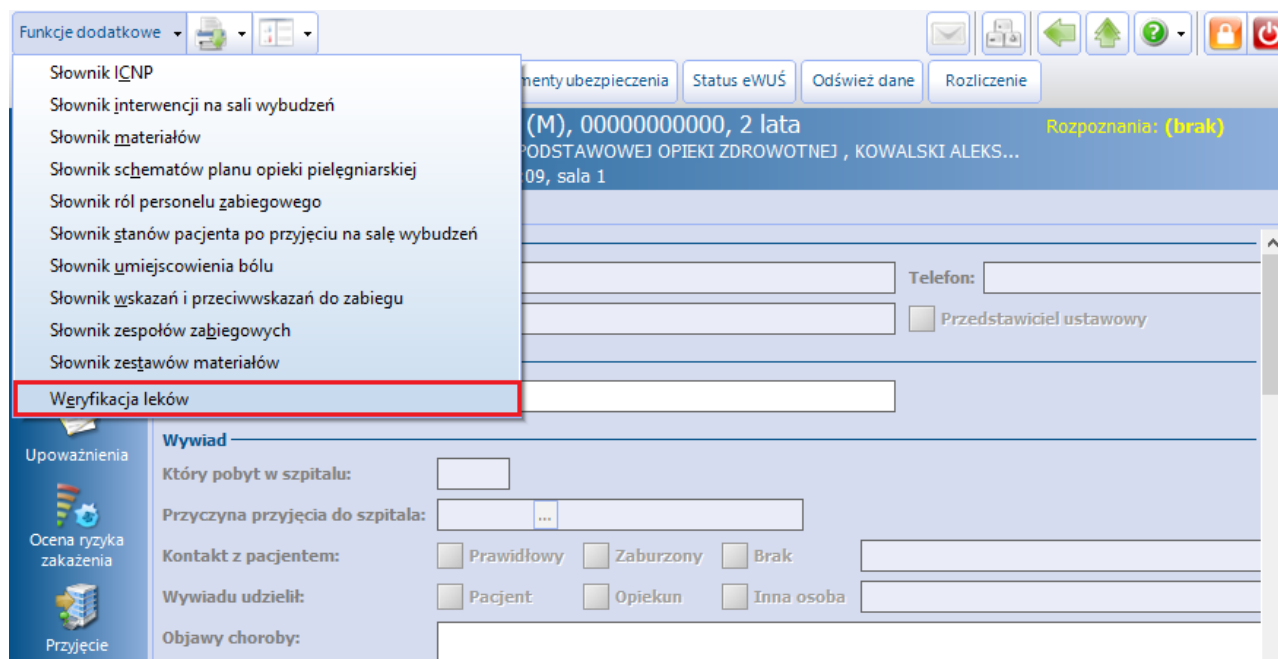 Funkcje dodatkowe
Słownik ICNP
Słownik interwencji na sali wybudzeń
Słownik materiałów
Słownik schematów planu opieki pielęgniarskiej
Słownik ról personelu zabiegowego
Słownik stanów pacjenta po przyjęciu na salę wybudzeń
Słownik umiejscowienia bólu
Słownik wskazań i przeciwwskazań do zabiegu
Słownik zespołów zabiegowych
Słownik zestawów materiałów
Weryfikacja leków
menty ubezpieczenia Status eWUŚ Odśwież dane Rozliczenie
(M), 00000000000, 2 lata Rozpoznania: (brak)
PODSTAWOWEJ OPIEKI ZDROWOTNEJ , KOWALSKI ALEKS...
:09, sala 1
Telefon:
Przedstawiciel ustawowy
Upoważnienia
Ocena ryzyka
zakażenia
Przyjęcie
Wywiad
Który pobyt w szpitalu:
Przyczyna przyjęcia do szpitala: ...
Kontakt z pacjentem: Prawidłowy Zaburzony Brak
Wywiadu udzielił: Pacjent Opiekun Inna osoba
Objawy choroby: